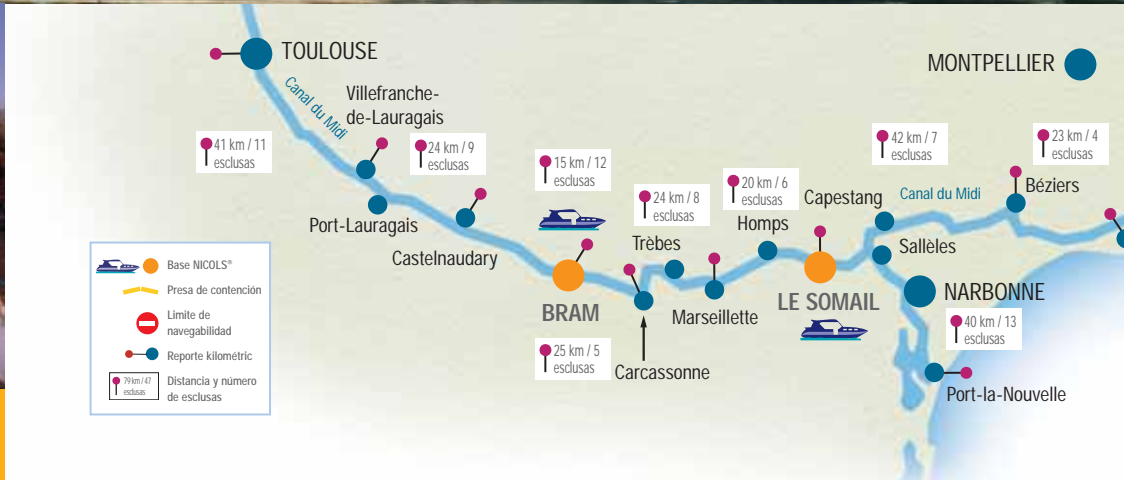 TOULOUSE
MONTPELLIER
Canal du Midi
Villefranche-
de-Lauragais
41 km / 11
esclusas
24 km / 9
esclusas
15 km / 12
esclusas
24 km / 8
esclusas
20 km / 6
esclusas
42 km / 7
esclusas
23 km / 4
esclusas
Capestang
Canal du Midi
Béziers
Port-Lauragais
Castelnaudary
Trèbes
Homps
Sallèles
BRAM
Marseillette
LE SOMAIL
NARBONNE
25 km / 5
esclusas
Carcassonne
40 km / 13
esclusas
Port-la-Nouvelle
Base NICOLS®
Presa de contención
Limite de
navegabilidad
Reporte kilométric
79 km / 47
esclusas
Distancia y número
de esclusas